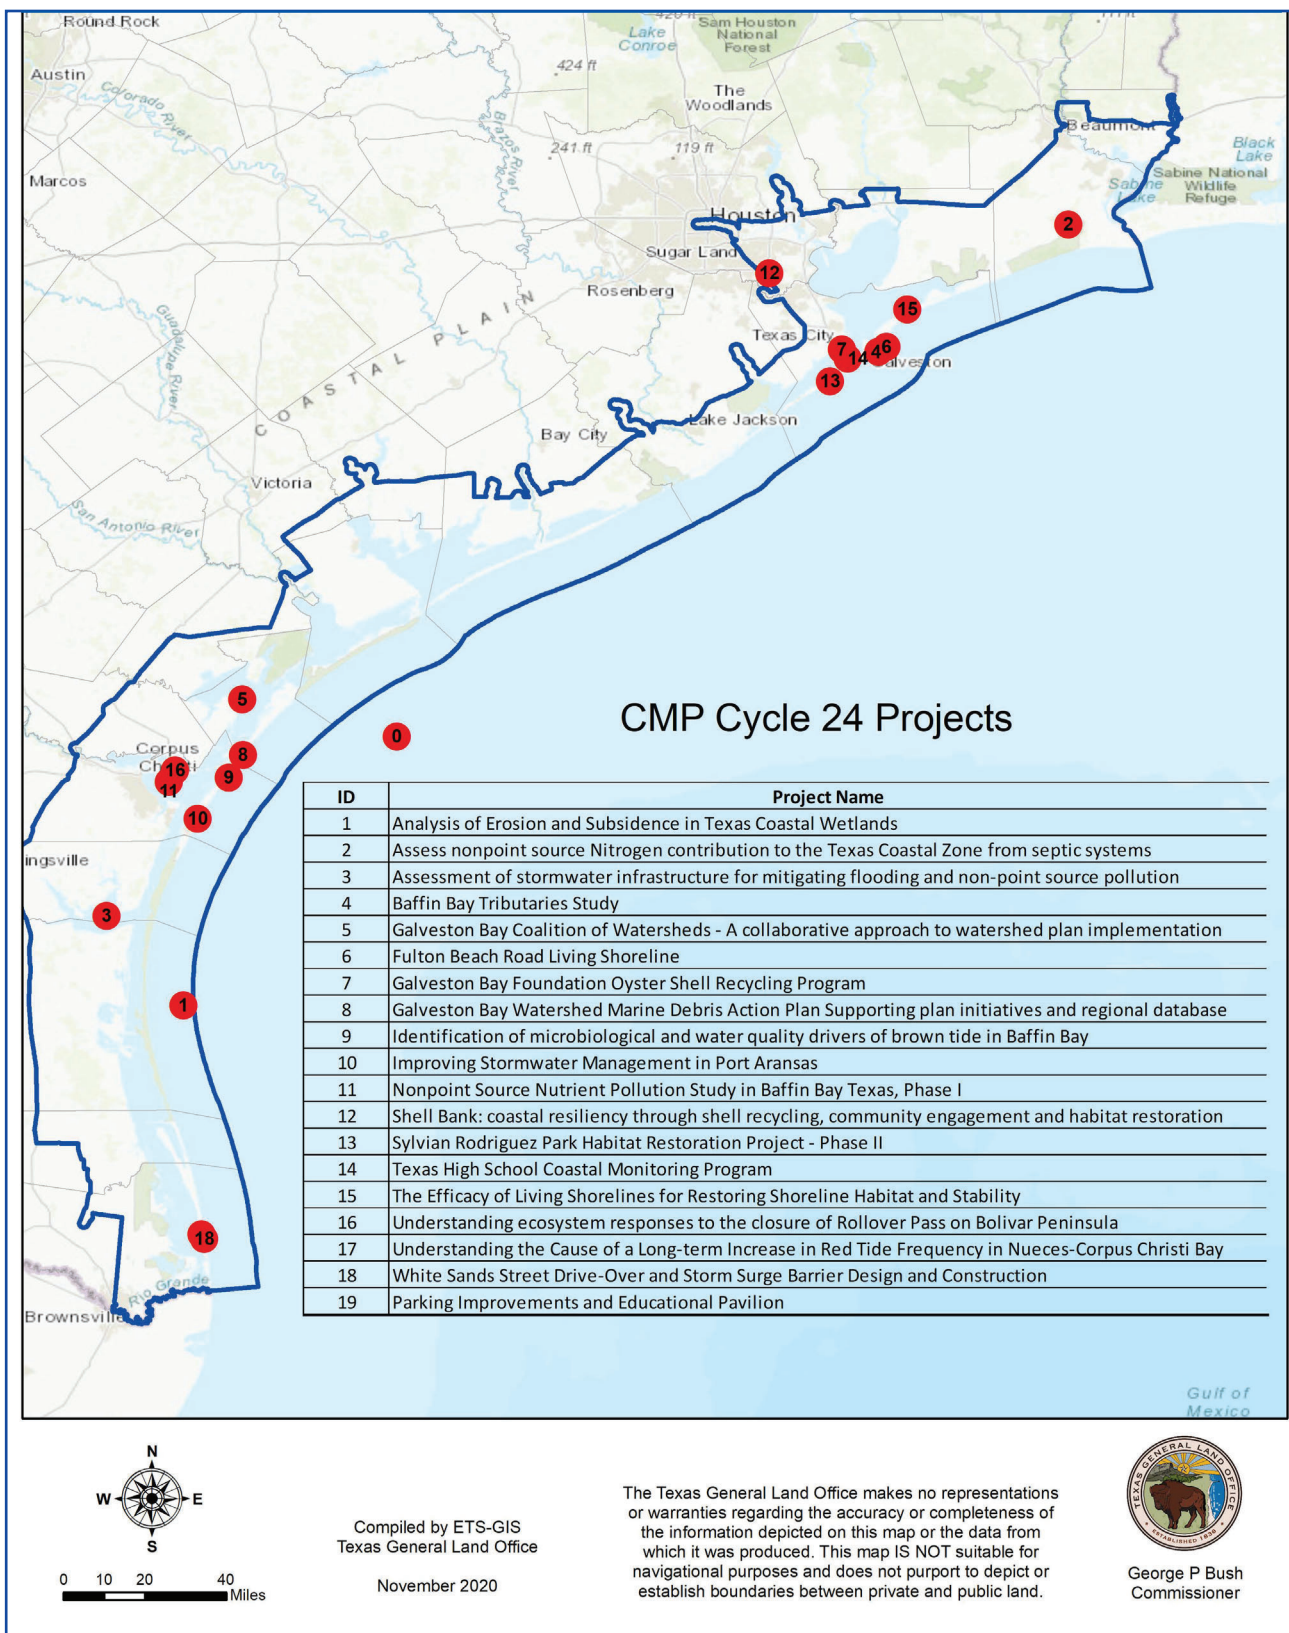 Round Rock
420 ft
Sam Houston
National
Forest
111 ft
Lake
Conroe
Austin
424 ft
The
Woodlands
Colorado River
Brazos River
Beaumont
241 ft
119 ft
Black
Lake
Marcos
Sabine National
Wildlife
Refuge
Sabine
Lake
Houston
2
Sugar Land
12
Rosenberg
15
COASTAL PLAIN
Guadalupe River
Texas City
7
14
4
6
alveston
13
Lake Jackson
Bay City
Victoria
San Antonio River
5
CMP Cycle 24 Projects
0
Corpus
Ch ti
8
16
9
11
10
ID Project Name
1 Analysis of Erosion and Subsidence in Texas Coastal Wetlands
2 Assess nonpoint source Nitrogen contribution to the Texas Coastal Zone from septic systems
3 Assessment of stormwater infrastructure for mitigating flooding and non-point source pollution
4 Baffin Bay Tributaries Study
5 Galveston Bay Coalition of Watersheds - A collaborative approach to watershed plan implementation
6 Fulton Beach Road Living Shoreline
7 Galveston Bay Foundation Oyster Shell Recycling Program
8 Galveston Bay Watershed Marine Debris Action Plan Supporting plan initiatives and regional database
9 Identification of microbiological and water quality drivers of brown tide in Baffin Bay
10 Improving Stormwater Management in Port Aransas
11 Nonpoint Source Nutrient Pollution Study in Baffin Bay Texas, Phase I
12 Shell Bank: coastal resiliency through shell recycling, community engagement and habitat restoration
13 Sylvian Rodriguez Park Habitat Restoration Project - Phase II
14 Texas High School Coastal Monitoring Program
15 The Efficacy of Living Shorelines for Restoring Shoreline Habitat and Stability
16 Understanding ecosystem responses to the closure of Rollover Pass on Bolivar Peninsula
17 Understanding the Cause of a Long-term Increase in Red Tide Frequency in Nueces-Corpus Christi Bay
18 White Sands Street Drive-Over and Storm Surge Barrier Design and Construction
19 Parking Improvements and Educational Pavilion
ingsville
3
1
18
Rio Grande
Brownsville
Gulf of
Mexico
N
W E
S
0 10 20 40
Miles
Compiled by ETS-GIS
Texas General Land Office
November 2020
The Texas General Land Office makes no representations
or warranties regarding the accuracy or completeness of
the information depicted on this map or the data from
which it was produced. This map IS NOT suitable for
navigational purposes and does not purport to depict or
establish boundaries between private and public land.
TEXAS GENERAL LAND OFFICE
ESTABLISHED 1836
George P Bush
Commissioner